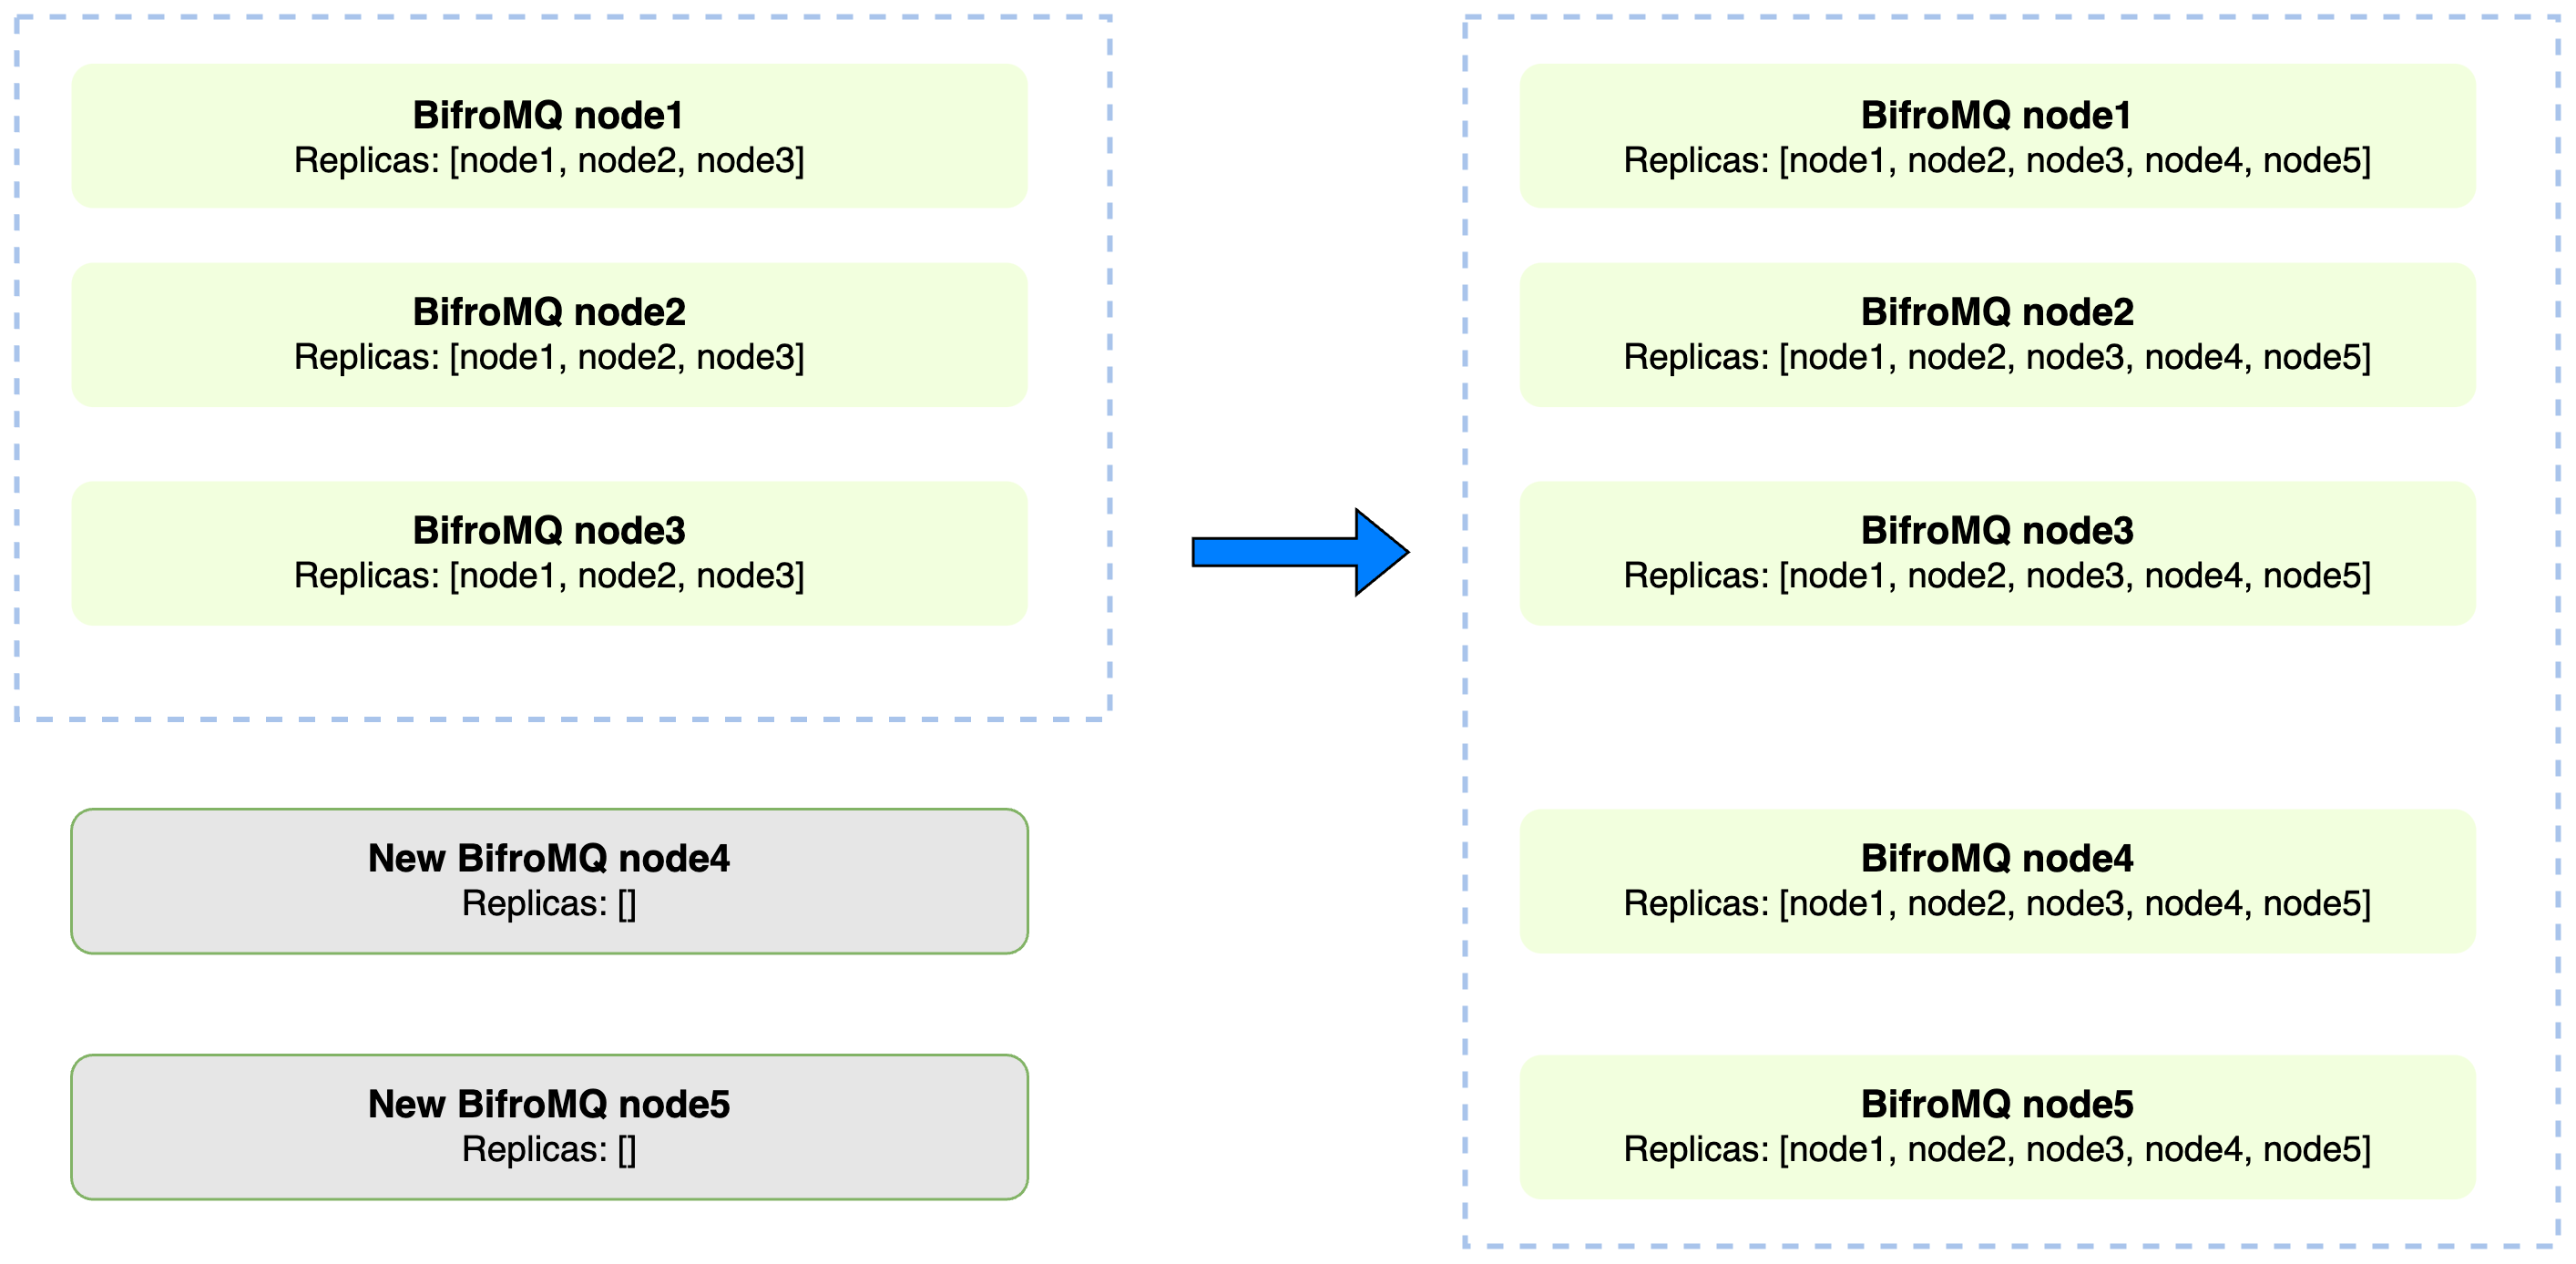 BifroMQ node1
Replicas: [node1, node2, node3]
BifroMQ node2
Replicas: [node1, node2, node3]
BifroMQ node3
Replicas: [node1, node2, node3]
New BifroMQ node4
Replicas: []
New BifroMQ node5
Replicas: []
BifroMQ node1
Replicas: [node1, node2, node3, node4, node5]
BifroMQ node2
Replicas: [node1, node2, node3, node4, node5]
BifroMQ node3
Replicas: [node1, node2, node3, node4, node5]
BifroMQ node4
Replicas: [node1, node2, node3, node4, node5]
BifroMQ node5
Replicas: [node1, node2, node3, node4, node5]